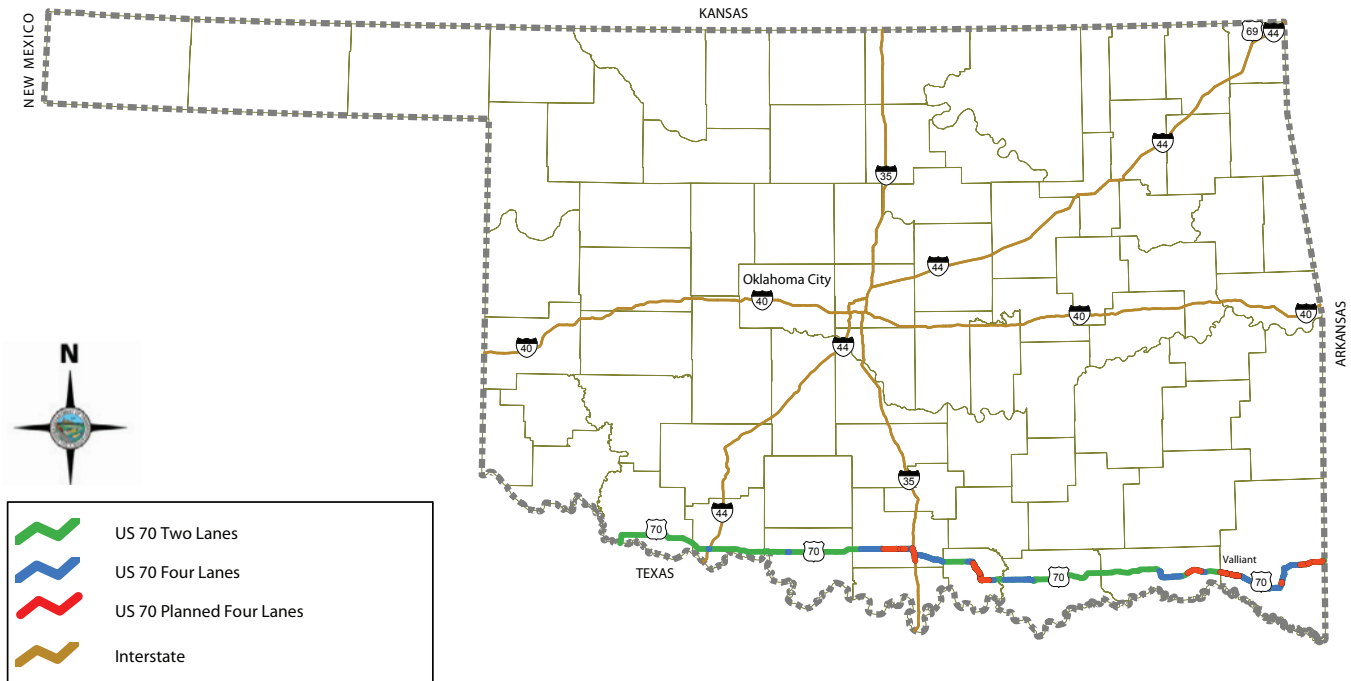 KANSAS
NEW MEXICO
69
44
44
35
44
Oklahoma City
40
40
40
44
40
ARKANSAS
N
35
44
70
70
TEXAS
70
Valliant
70
US 70 Two Lanes
US 70 Four Lanes
US 70 Planned Four Lanes
Interstate